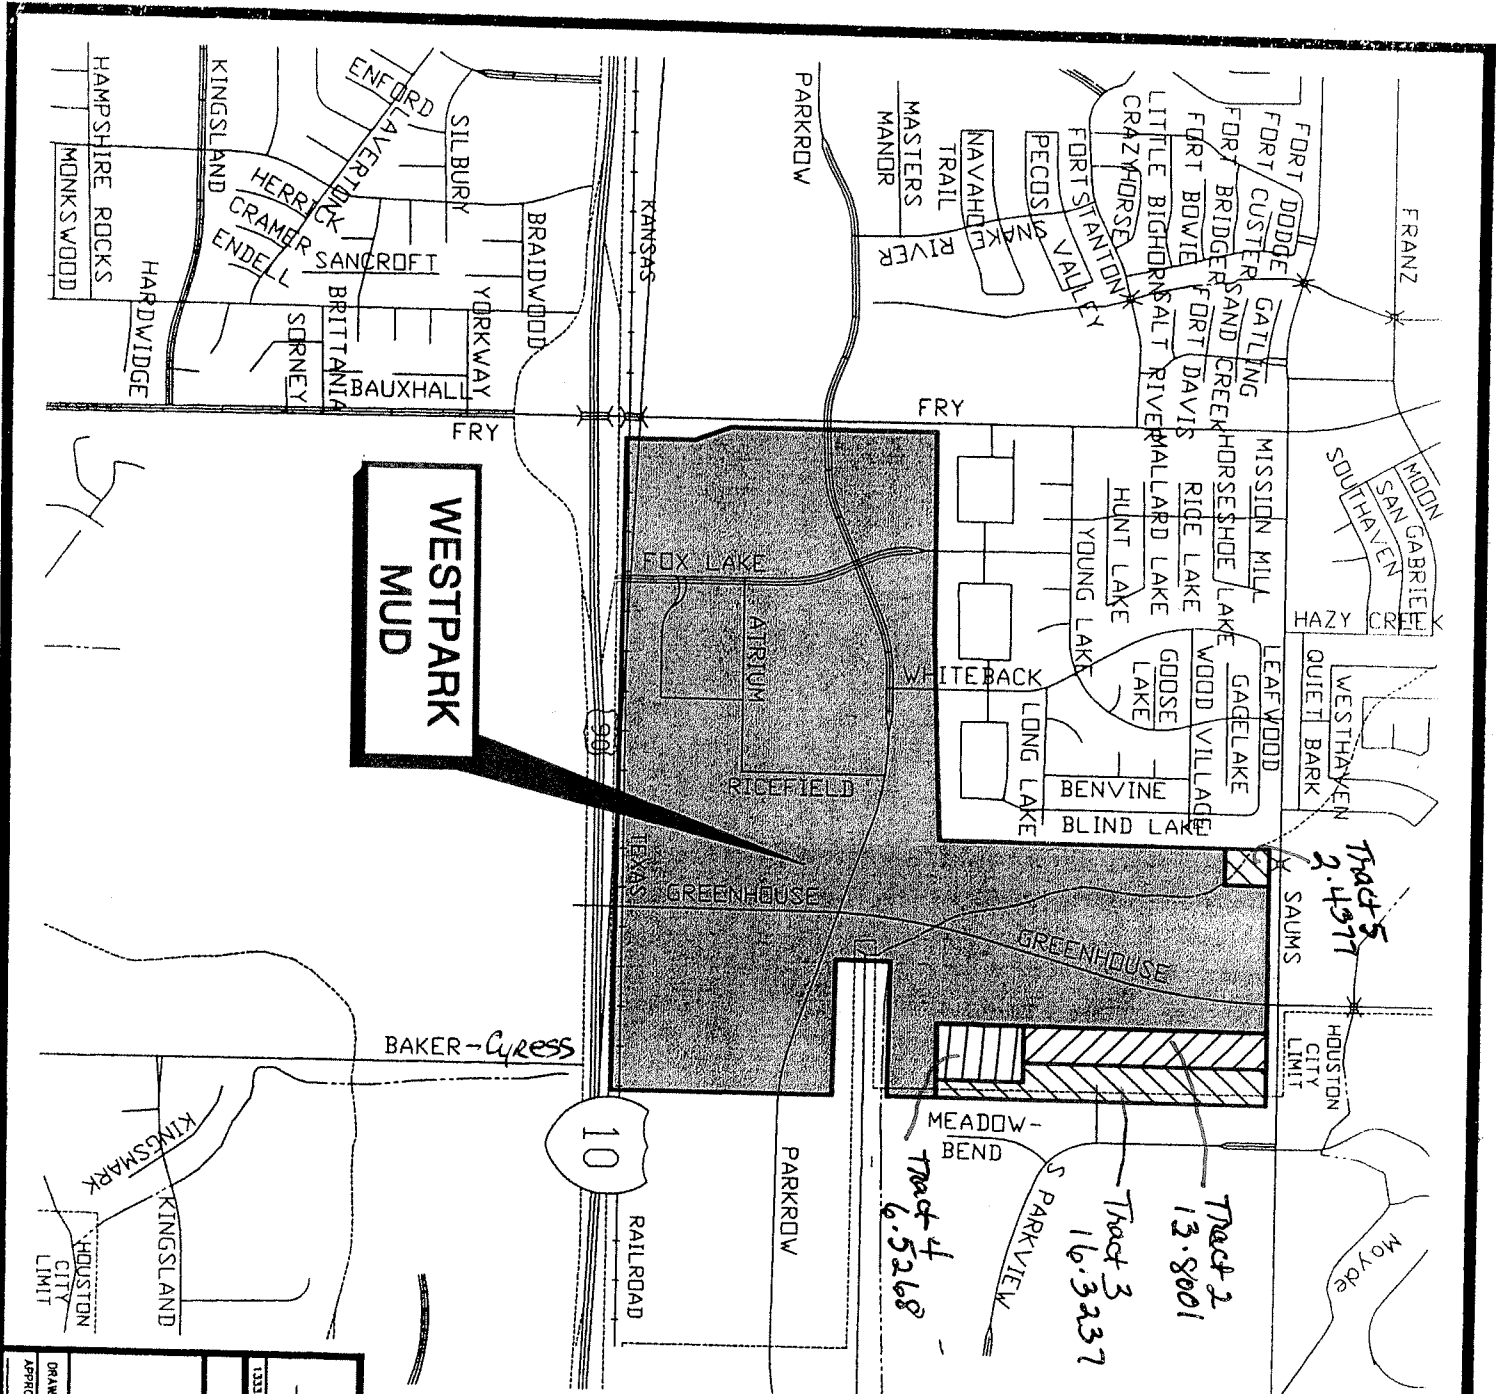 HAMPSHIRE ROCKS
MONKSWOOD
KINGSLAND
ENFORD
LAVERTON
SILBURY
HERRICK
CRAMER
ENDELL
SANCROFT
BRAIDWOOD
YORKWAY
BRITTANIA
SORNEY
HARDWIDGE
BAUXHALL
KANSAS
FRY
PARKROW
MASTERS
MANOR
NAVAHOE
TRAIL
SNAKE
RIVER
PECOS
VALLEY
FORT STANTON
CRAZYHORSE
LITTLE BIGHORN
FORT BOWIE
FORT BRIDGER
FORT CUSTER
FORT DODGE
GATLING
SAND CREEK
FORT DAVIS
SALT RIVER
FRANZ
FRY
MISSION MILL
HORSESHOE LAKE
RICE LAKE
MALLARD LAKE
HUNT LAKE
YOUNG LAKE
MOON
SAN GABRIEL
SOUTHAVEN
HAZY CREEK
WESTHAVEN
QUIET BARK
LEAFWOOD
GAGELAKE
WOOD VILLAGE
GOOSE
LAKE
WHITEBACK
LONG LAKE
BENVINE
BLIND LAKE
WESTPARK
MUD
FOX LAKE
ATRIUM
RICEFIELD
90
TEXAS
GREENHOUSE
GREENHOUSE
SAUMS
Tract 5
2.4377
HOUSTON
CITY
LIMIT
BAKER-Cyress
KINGSMARK
KINGSLAND
HOUSTON
CITY
LIMIT
10
RAILROAD
PARKROW
MEADOW-
BEND
S PARKVIEW
Tract 4
6.5268
Tract 3
16.3237
Tract 2
13.8001
Mayde
1333
DRAW
APPRO